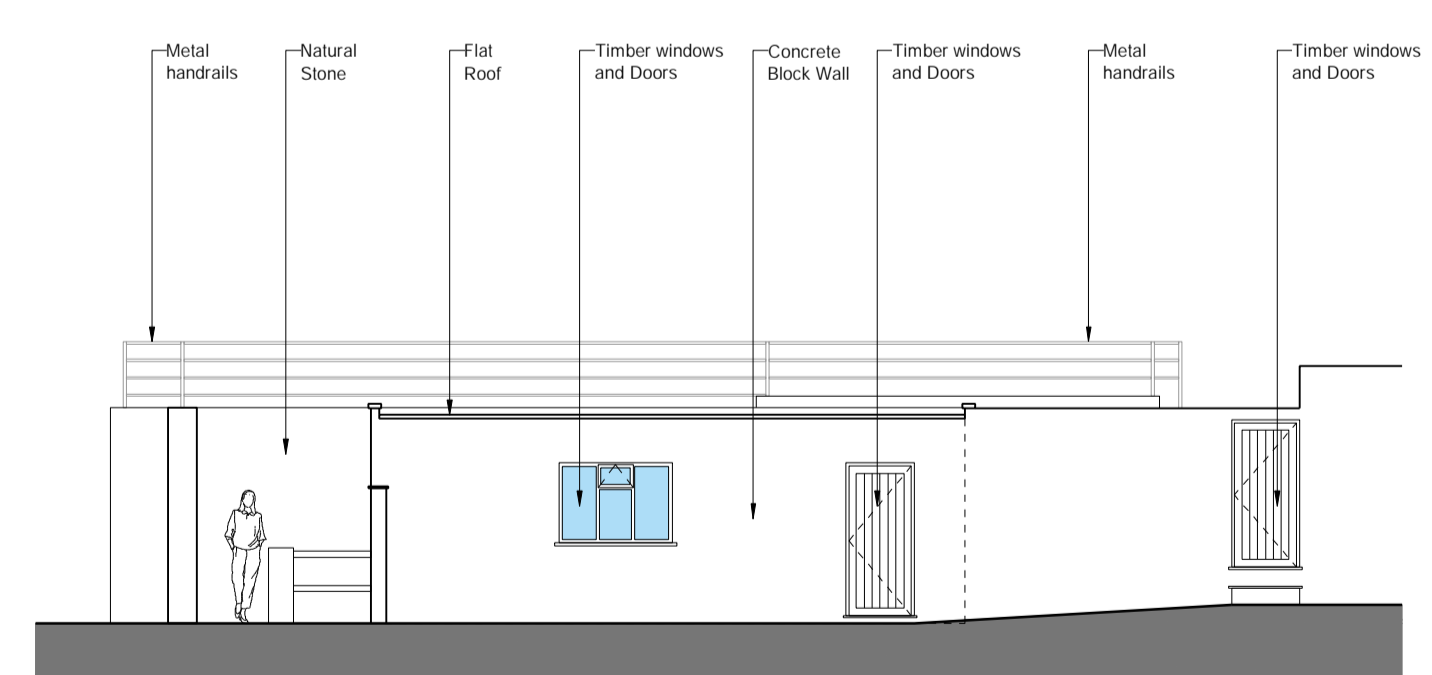 Metal
handrails
Natural
Stone
Flat
Roof
Timber windows
and Doors
Concrete
Block Wall
Timber windows
and Doors
Metal
handrails
Timber windows
and Doors